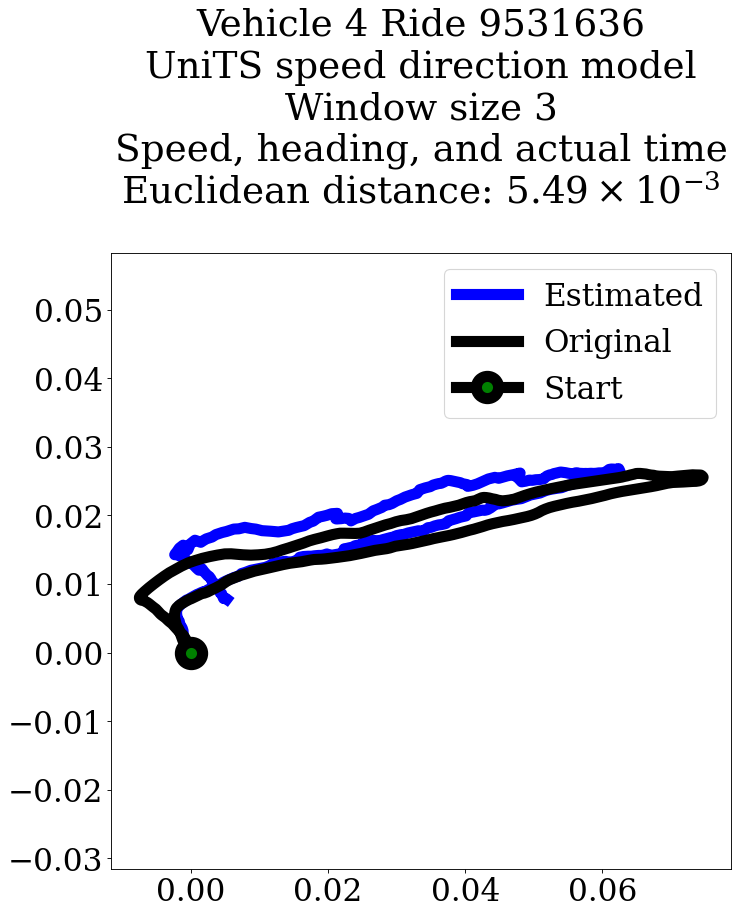 Vehicle 4 Ride 9531636
UniTS speed direction model
Window size 3
Speed, heading, and actual time
Euclidean distance: 5.49 × 10⁻³
Estimated
Original
Start
0.05
0.04
0.03
0.02
0.01
0.00
−0.01
−0.02
−0.03
0.00 0.02 0.04 0.06